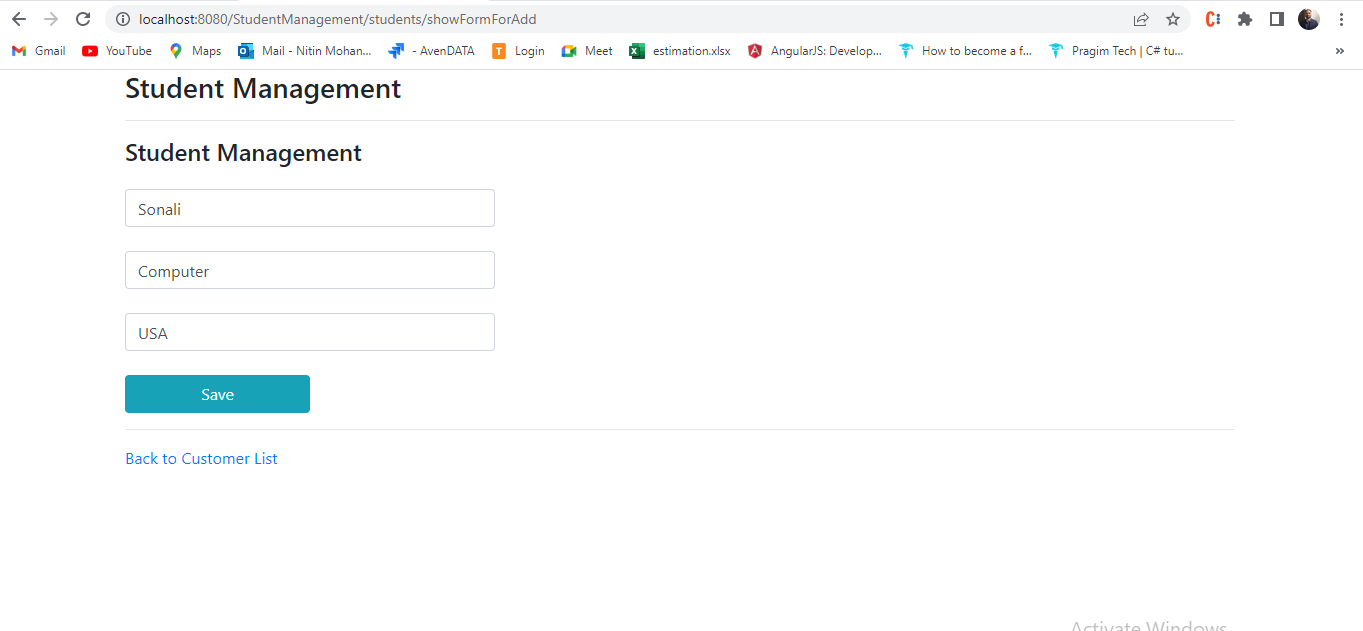 localhost:8080/StudentManagement/students/showFormForAdd
Gmail YouTube Maps Mail - Nitin Mohan... - AvenDATA Login Meet estimation.xlsx AngularJS: Develop... How to become a f... Pragim Tech | C# tu... »
Student Management
Student Management
Sonali
Computer
USA
Save
Back to Customer List
Activate Windows